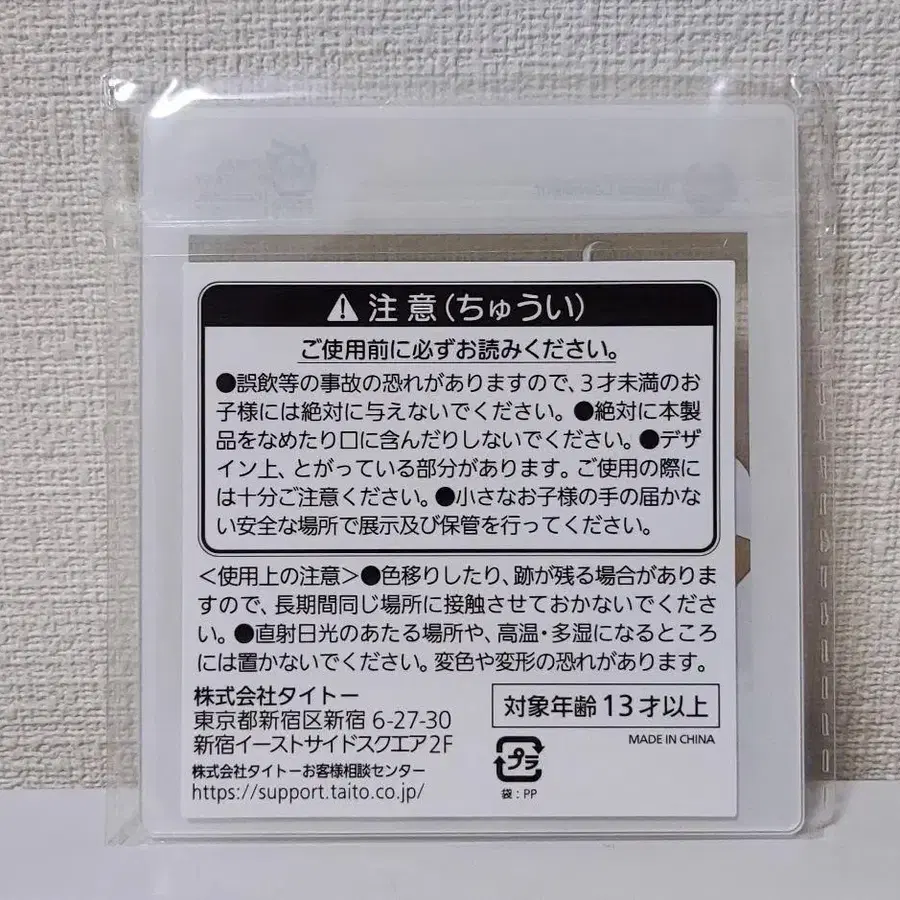 ⚠注意(ちゅうい)
ご使用前に必ずお読みください。
●誤飲等の事故の恐れがありますので、3才未満のお
子様には絶対に与えないでください。●絶対に本製
品をなめたり口に含んだりしないでください。●デザ
イン上、とがっている部分があります。ご使用の際に
は十分ご注意ください。●小さなお子様の手の届かな
い安全な場所で展示及び保管を行ってください。
<使用上の注意>●色移りしたり、跡が残る場合がありま
すので、長期間同じ場所に接触させておかないでくださ
い。●直射日光のあたる場所や、高温・多湿になるところ
には置かないでください。変色や変形の恐れがあります。
株式会社タイトー
東京都新宿区新宿 6-27-30
新宿イーストサイドスクエア2F
株式会社タイトーお客様相談センター
https://support.taito.co.jp/
対象年齢13才以上
MADE IN CHINA
プラ
袋:PP